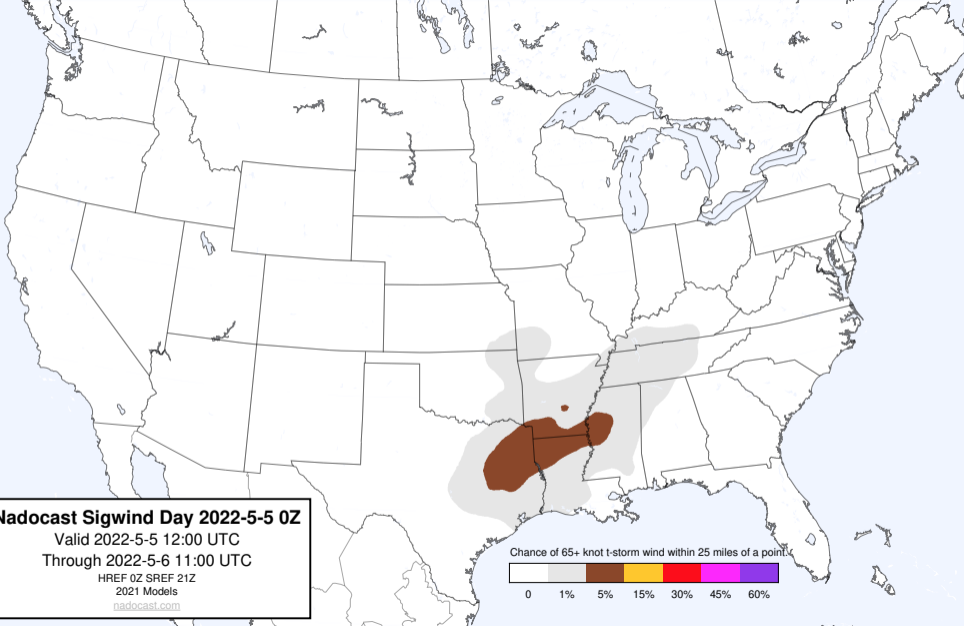 Nadocast Sigwind Day 2022-5-5 0Z
Valid 2022-5-5 12:00 UTC
Through 2022-5-6 11:00 UTC
HREF 0Z SREF 21Z
2021 Models
nadocast.com
Chance of 65+ knot t-storm wind within 25 miles of a point.
0 1% 5% 15% 30% 45% 60%